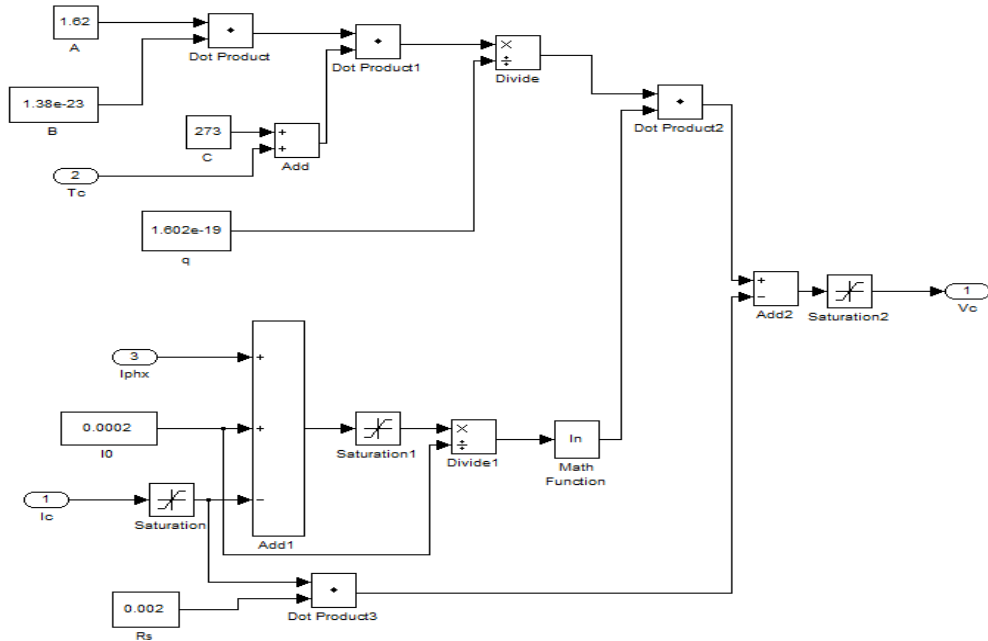 1.62
A
Dot Product
Dot Product1
×
÷
Divide
1.38e-23
B
Dot Product2
273
C
+
+
Add
2
Tc
1.602e-19
q
+
−
Add2
Saturation2
1
Vc
3
Iphx
+
0.0002
I0
+
Saturation1
×
÷
Divide1
ln
Math
Function
1
Ic
Saturation
−
Add1
0.002
Rs
Dot Product3